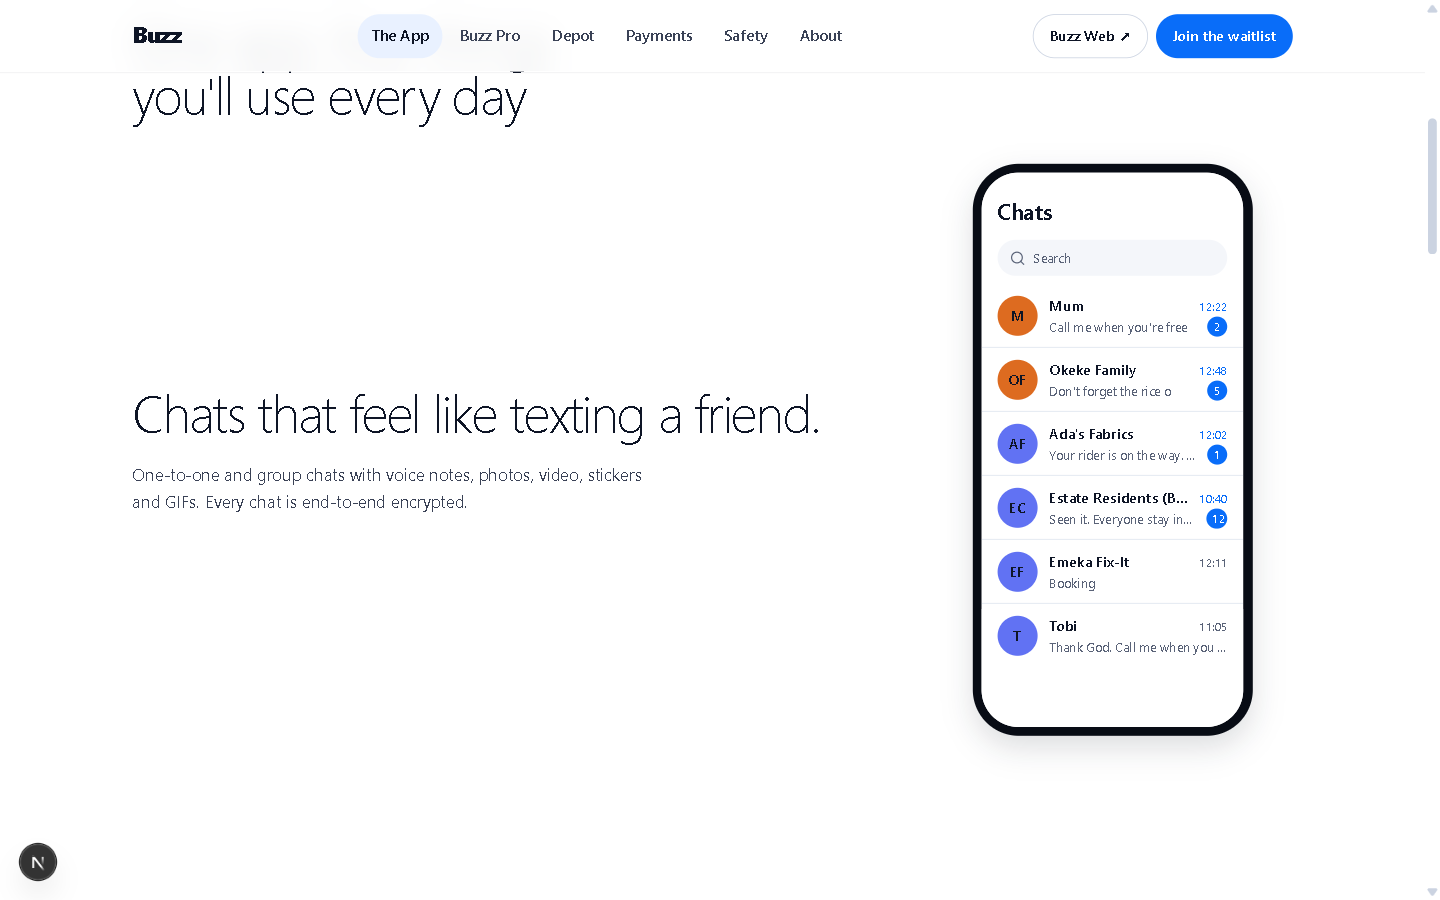 Buzz
The App
Buzz Pro
Depot
Payments
Safety
About
Buzz Web ↗
Join the waitlist
you'll use every day
Chats that feel like texting a friend.
One-to-one and group chats with voice notes, photos, video, stickers
and GIFs. Every chat is end-to-end encrypted.
Chats
Search
M
Mum
12:22
Call me when you're free
2
OF
Okeke Family
12:48
Don't forget the rice o
5
AF
Ada's Fabrics
12:02
Your rider is on the way. ...
1
EC
Estate Residents (B...
10:40
Seen it. Everyone stay in...
12
EF
Emeka Fix-It
12:11
Booking
T
Tobi
11:05
Thank God. Call me when you ...
N